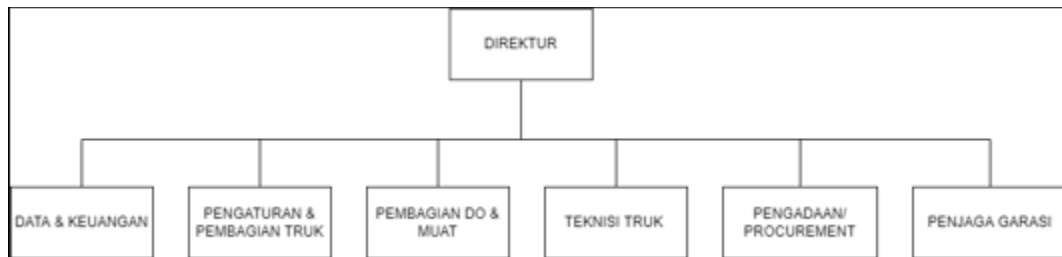 DIREKTUR
DATA & KEUANGAN
PENGATURAN &
PEMBAGIAN TRUK
PEMBAGIAN DO &
MUAT
TEKNISI TRUK
PENGADAAN/
PROCUREMENT
PENJAGA GARASI